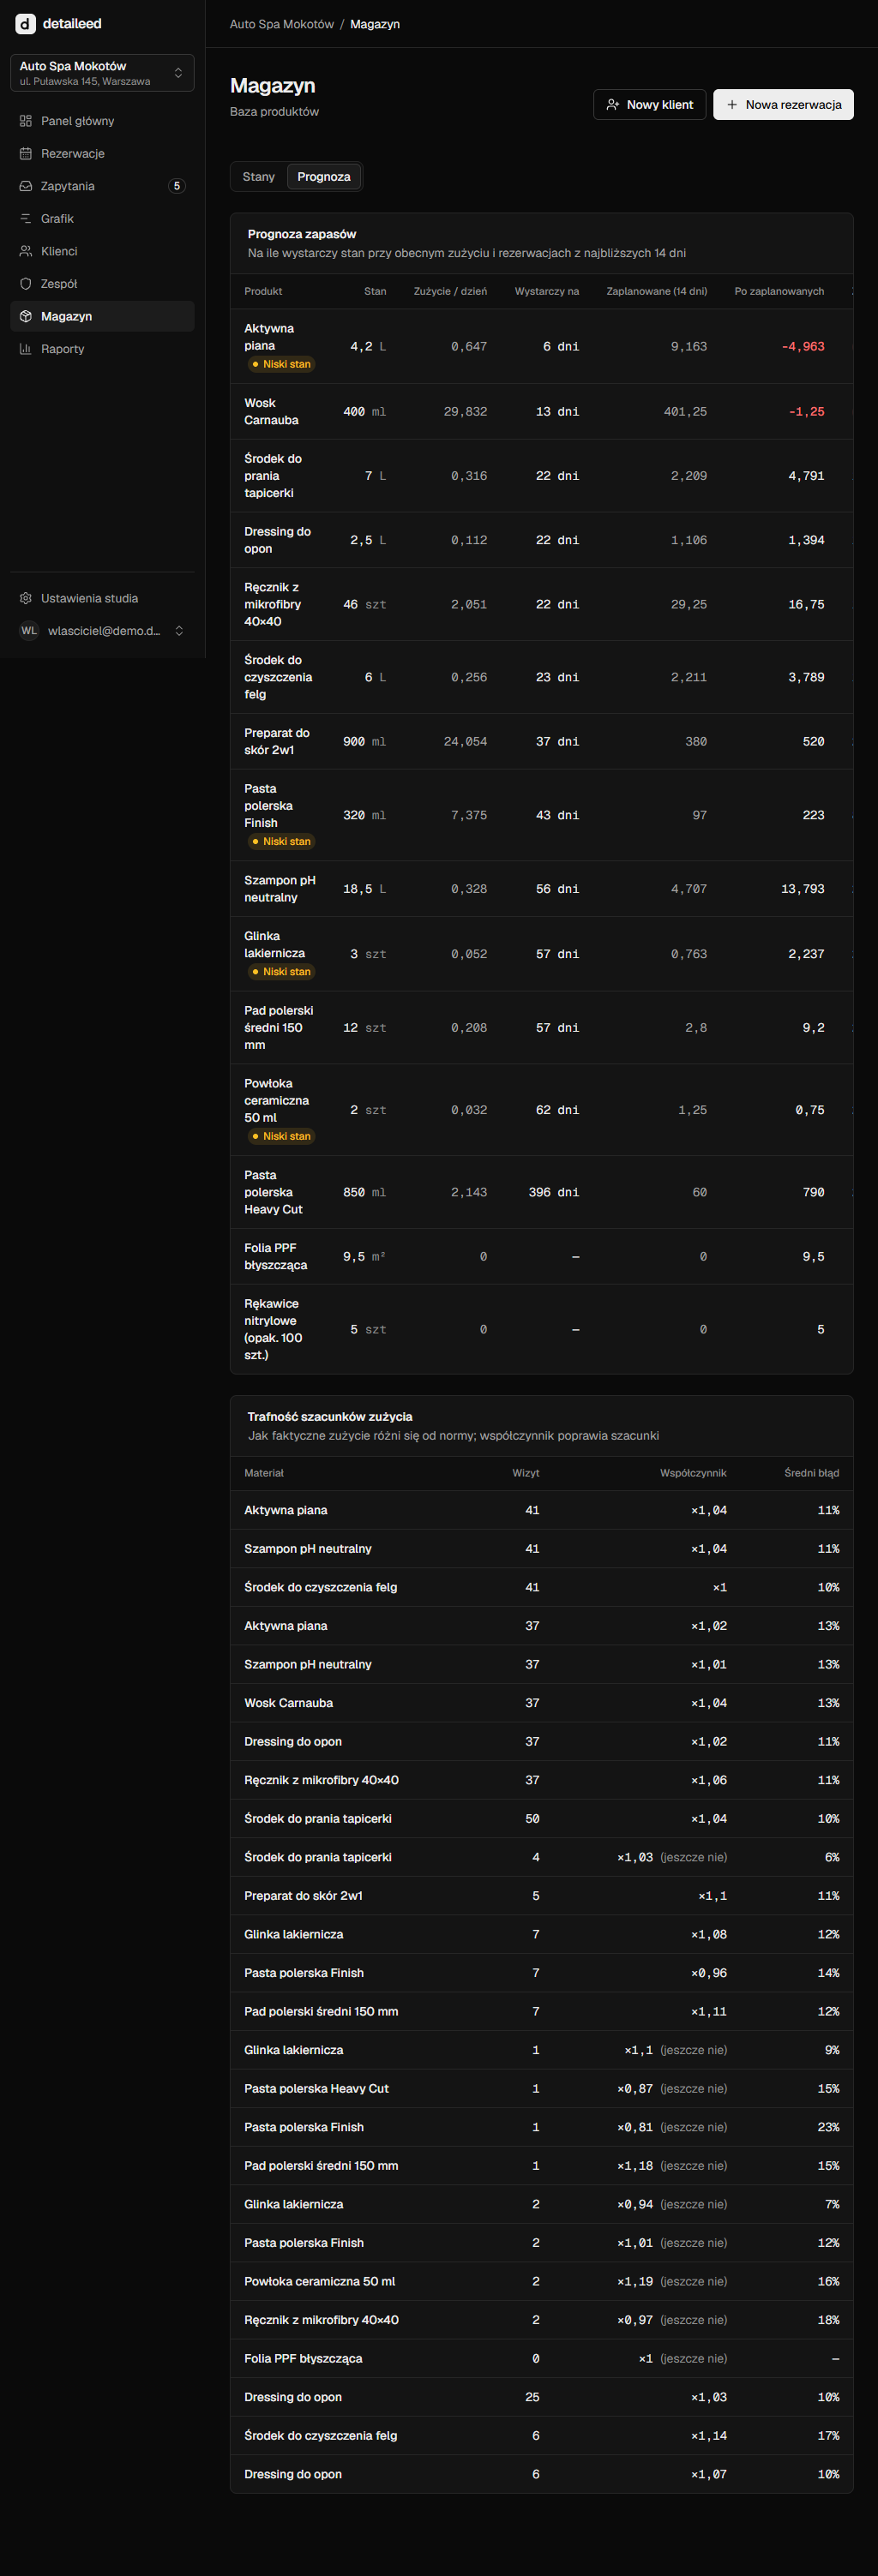 d detaileed
Auto Spa Mokotów / Magazyn
Auto Spa Mokotów
ul. Puławska 145, Warszawa
Panel główny
Rezerwacje
Zapytania 5
Grafik
Klienci
Zespół
Magazyn
Raporty
Ustawienia studia
WL wlasciciel@demo.d…
Magazyn
Baza produktów
Nowy klient
Nowa rezerwacja
Stany Prognoza
Prognoza zapasów
Na ile wystarczy stan przy obecnym zużyciu i rezerwacjach z najbliższych 14 dni
Produkt Stan Zużycie / dzień Wystarczy na Zaplanowane (14 dni) Po zaplanowanych
Aktywna
piana
Niski stan
4,2 L 0,647 6 dni 9,163 -4,963
Wosk
Carnauba
400 ml 29,832 13 dni 401,25 -1,25
Środek do
prania
tapicerki
7 L 0,316 22 dni 2,209 4,791
Dressing do
opon
2,5 L 0,112 22 dni 1,106 1,394
Ręcznik z
mikrofibry
40×40
46 szt 2,051 22 dni 29,25 16,75
Środek do
czyszczenia
felg
6 L 0,256 23 dni 2,211 3,789
Preparat do
skór 2w1
900 ml 24,054 37 dni 380 520
Pasta
polerska
Finish
Niski stan
320 ml 7,375 43 dni 97 223
Szampon pH
neutralny
18,5 L 0,328 56 dni 4,707 13,793
Glinka
lakiernicza
Niski stan
3 szt 0,052 57 dni 0,763 2,237
Pad polerski
średni 150
mm
12 szt 0,208 57 dni 2,8 9,2
Powłoka
ceramiczna
50 ml
Niski stan
2 szt 0,032 62 dni 1,25 0,75
Pasta
polerska
Heavy Cut
850 ml 2,143 396 dni 60 790
Folia PPF
błyszcząca
9,5 m² 0 — 0 9,5
Rękawice
nitrylowe
(opak. 100
szt.)
5 szt 0 — 0 5
Trafność szacunków zużycia
Jak faktyczne zużycie różni się od normy; współczynnik poprawia szacunki
Materiał Wizyt Współczynnik Średni błąd
Aktywna piana 41 ×1,04 11%
Szampon pH neutralny 41 ×1,04 11%
Środek do czyszczenia felg 41 ×1 10%
Aktywna piana 37 ×1,02 13%
Szampon pH neutralny 37 ×1,01 13%
Wosk Carnauba 37 ×1,04 13%
Dressing do opon 37 ×1,02 11%
Ręcznik z mikrofibry 40×40 37 ×1,06 11%
Środek do prania tapicerki 50 ×1,04 10%
Środek do prania tapicerki 4 ×1,03 (jeszcze nie) 6%
Preparat do skór 2w1 5 ×1,1 11%
Glinka lakiernicza 7 ×1,08 12%
Pasta polerska Finish 7 ×0,96 14%
Pad polerski średni 150 mm 7 ×1,11 12%
Glinka lakiernicza 1 ×1,1 (jeszcze nie) 9%
Pasta polerska Heavy Cut 1 ×0,87 (jeszcze nie) 15%
Pasta polerska Finish 1 ×0,81 (jeszcze nie) 23%
Pad polerski średni 150 mm 1 ×1,18 (jeszcze nie) 15%
Glinka lakiernicza 2 ×0,94 (jeszcze nie) 7%
Pasta polerska Finish 2 ×1,01 (jeszcze nie) 12%
Powłoka ceramiczna 50 ml 2 ×1,19 (jeszcze nie) 16%
Ręcznik z mikrofibry 40×40 2 ×0,97 (jeszcze nie) 18%
Folia PPF błyszcząca 0 ×1 (jeszcze nie) —
Dressing do opon 25 ×1,03 10%
Środek do czyszczenia felg 6 ×1,14 17%
Dressing do opon 6 ×1,07 10%